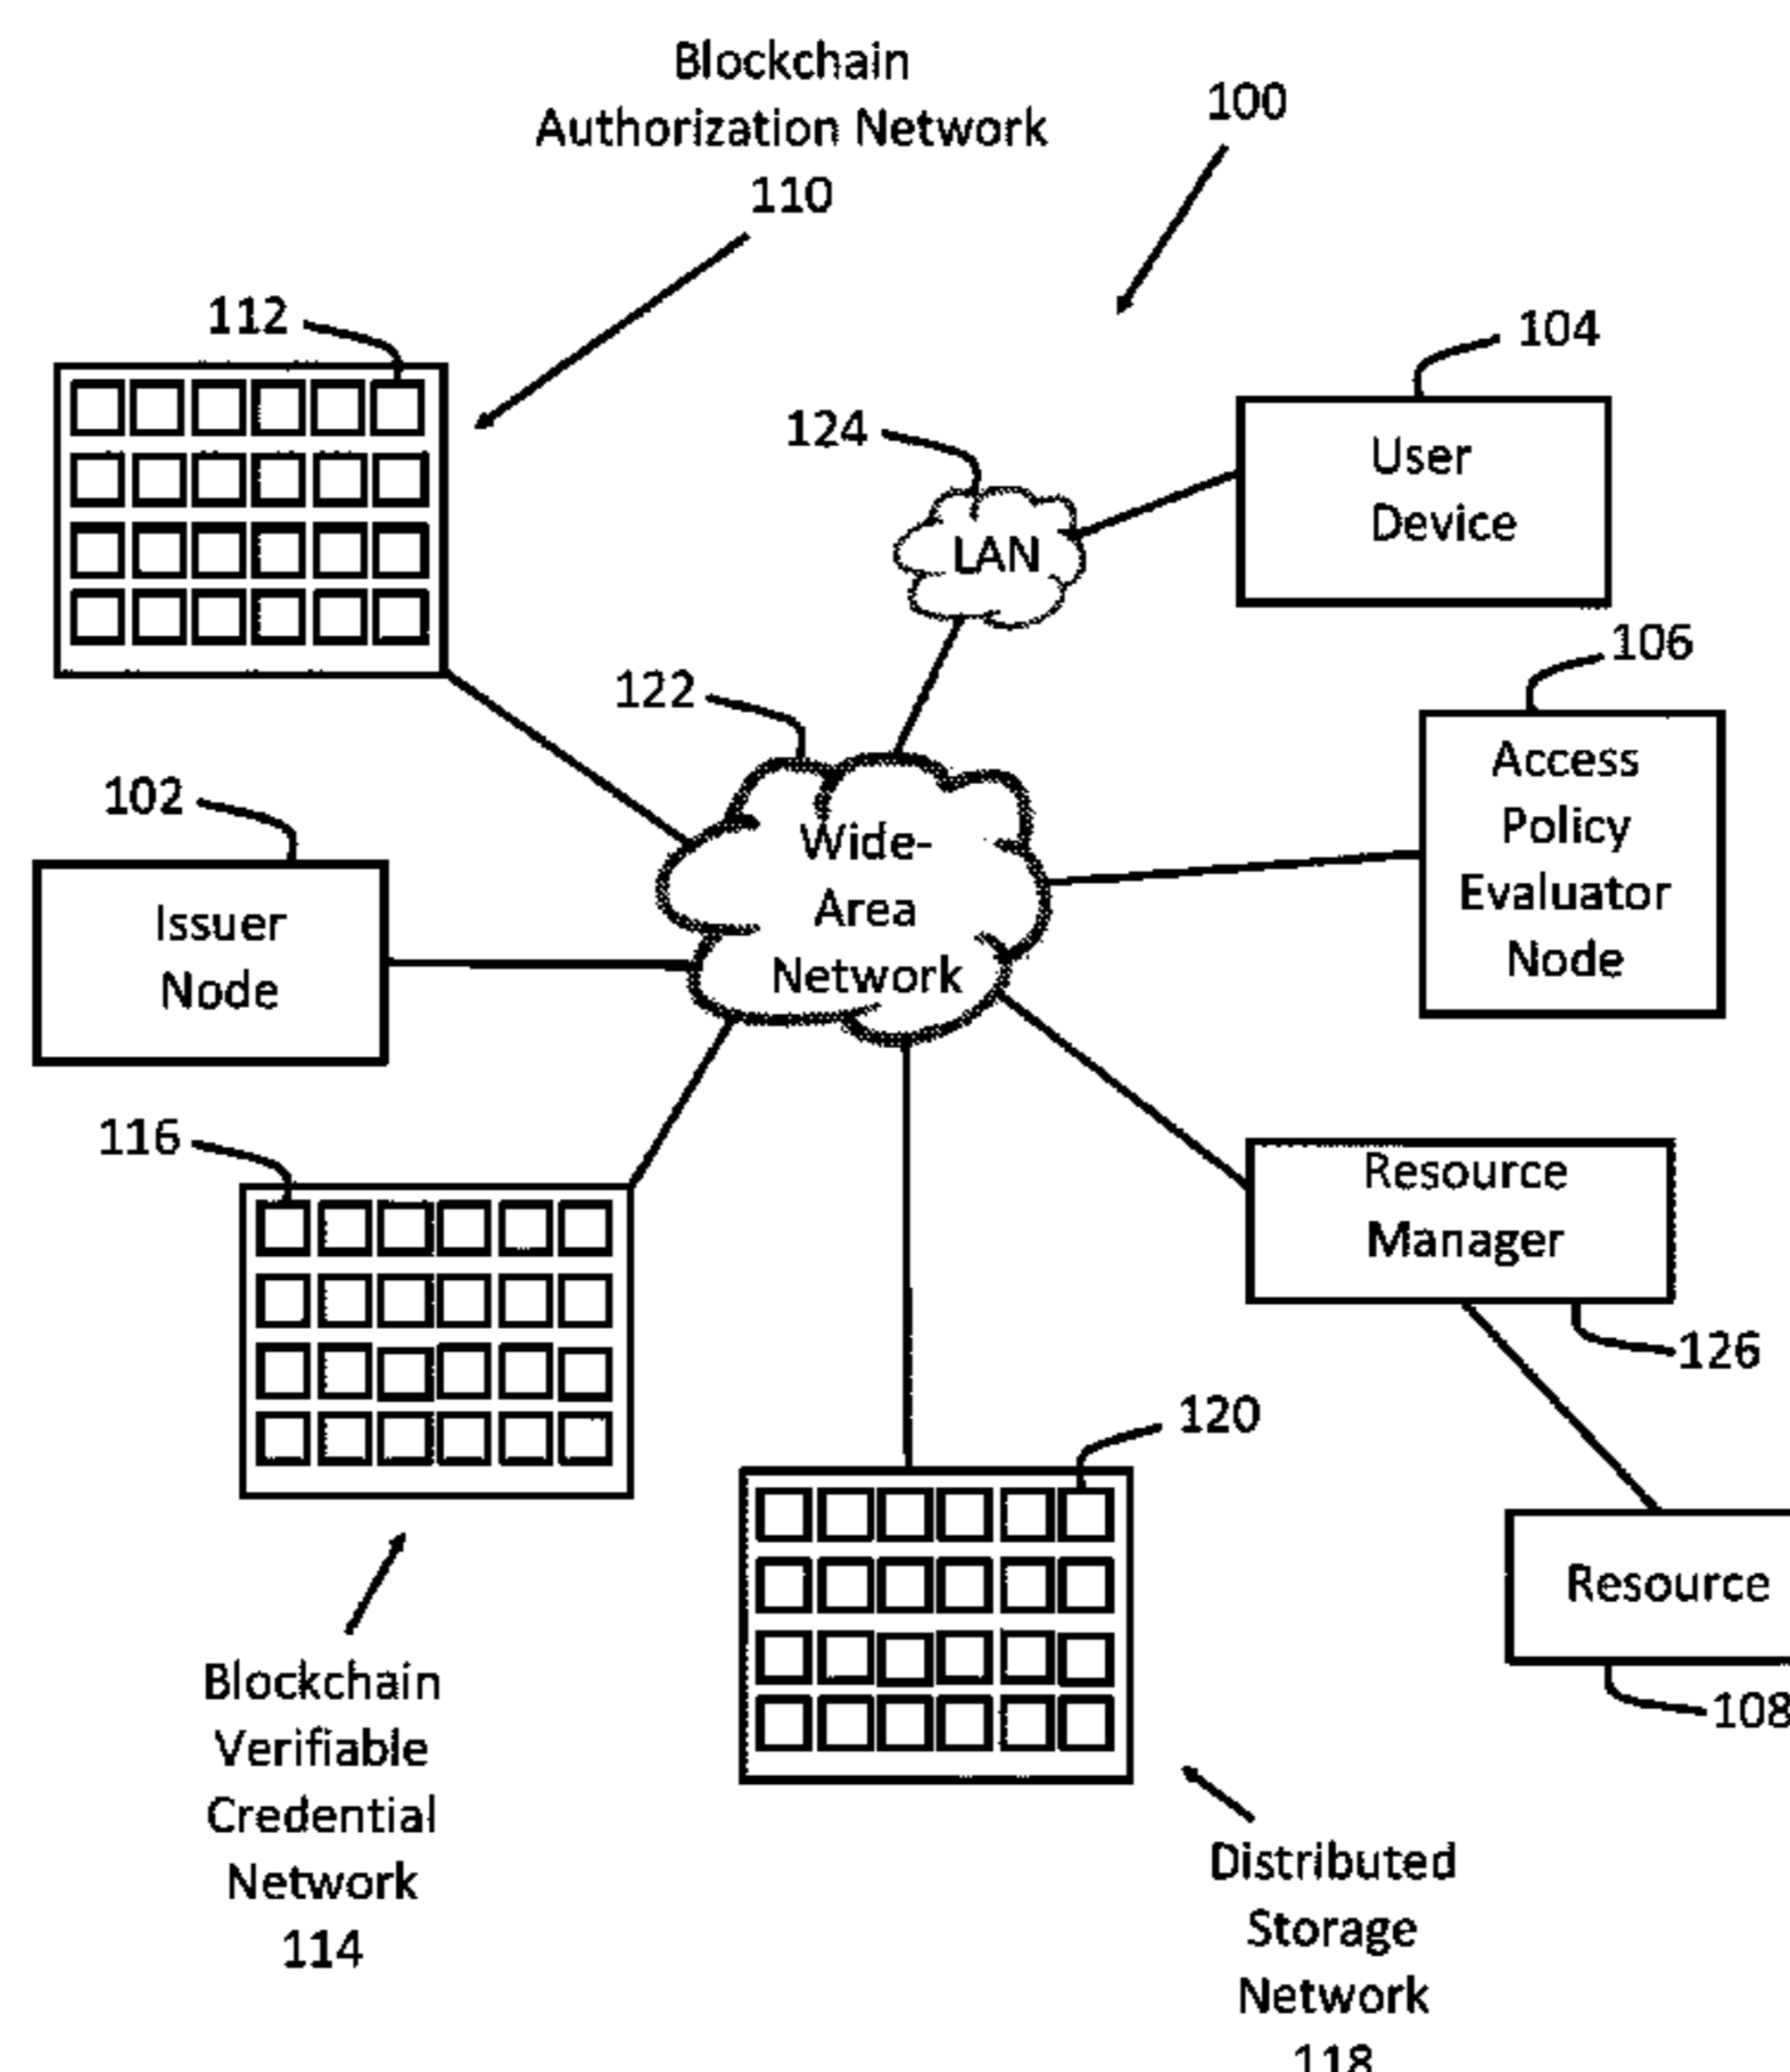 Blockchain
Authorization Network
110
100
112
104
User
Device
124
LAN
106
122
Access
Policy
Evaluator
Node
102
Wide-
Area
Network
Issuer
Node
116
Resource
Manager
126
120
Resource
108
Blockchain
Verifiable
Credential
Network
114
Distributed
Storage
Network
118